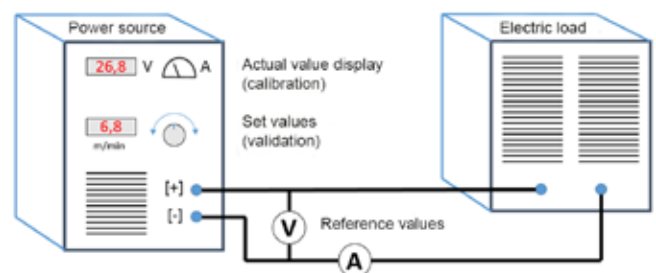 Power source
Electric load
26,8 V A
Actual value display
(calibration)
6,8
m/min
Set values
(validation)
[+]
[-]
V
Reference values
A